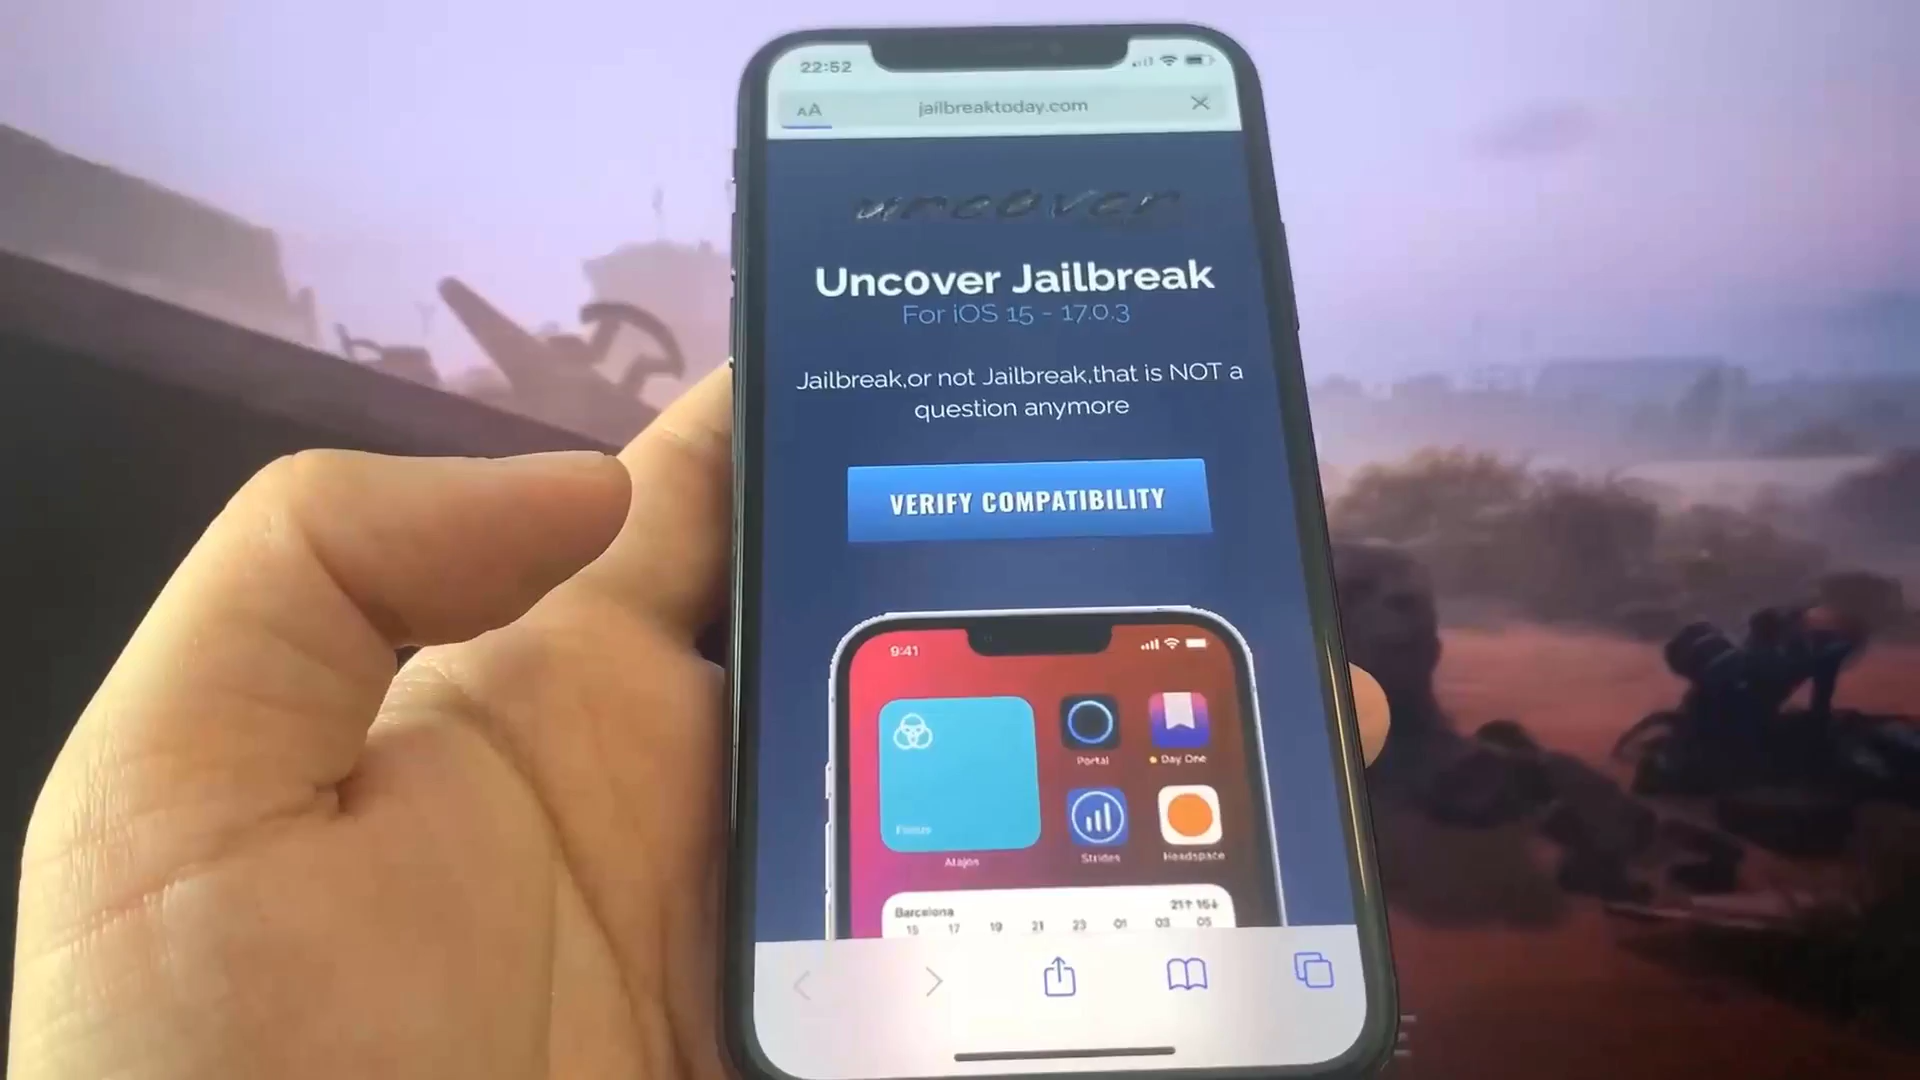 22:52
AA
jailbreaktoday.com
uncover
Unc0ver Jailbreak
For iOS 15 - 17.0.3
Jailbreak,or not Jailbreak,that is NOT a
question anymore
VERIFY COMPATIBILITY
9:41
Portal
Day One
Focus
Atajos
Strides
Headspace
Barcelona
21↑ 16↓
15 17 19 21 23 01 03 05